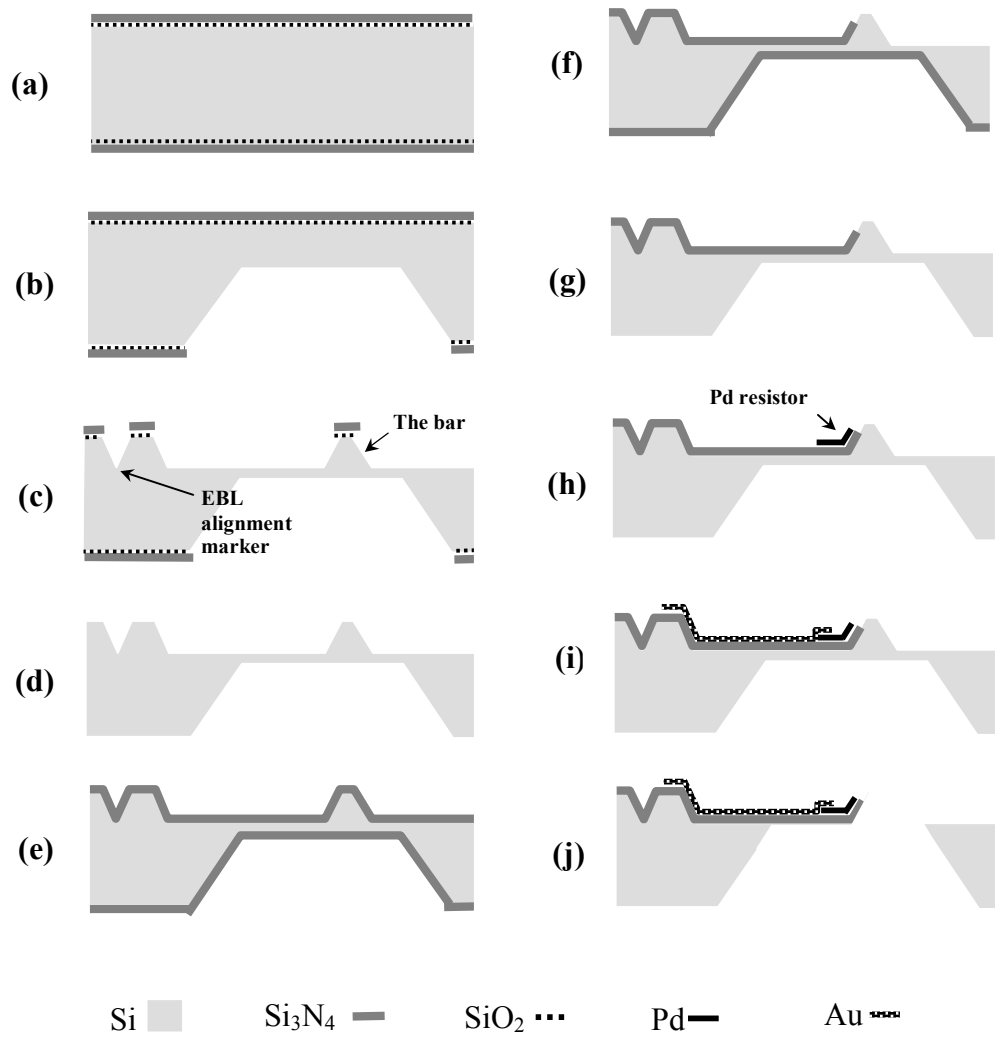 (a)
(b)
(c)
The bar
EBL
alignment
marker
(d)
(e)
(f)
(g)
Pd resistor
(h)
(i)
(j)
Si
Si₃N₄
SiO₂
Pd
Au